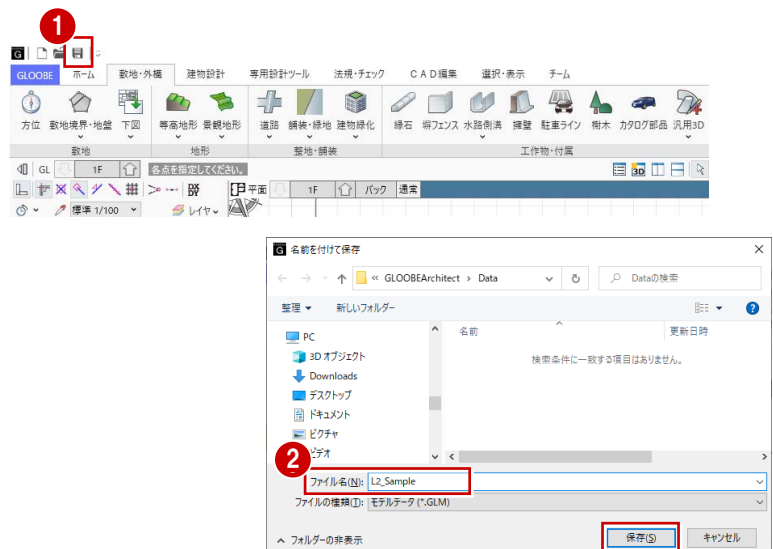 1
G
GLOOBE ホーム 敷地・外構 建物設計 専用設計ツール 法規・チェック CAD編集 選択・表示 チーム
方位 敷地境界・地盤 下図 等高地形 景観地形 道路 舗装・緑地 建物緑化 縁石 塀フェンス 水路側溝 擁壁 駐車ライン 樹木 カタログ部品 汎用3D
敷地 地形 整地・舗装 工作物・付属
GL 1F 各点を指定してください。 3D
平面 1F バック 通常
標準 1/100 レイヤ
G 名前を付けて保存
« GLOOBEArchitect › Data Dataの検索
整理 新しいフォルダー
PC
3D オブジェクト
Downloads
デスクトップ
ドキュメント
ピクチャ
ビデオ
名前 更新日時
検索条件に一致する項目はありません。
2
ファイル名(N): L2_Sample
ファイルの種類(T): モデルデータ (*.GLM)
フォルダーの非表示 保存(S) キャンセル